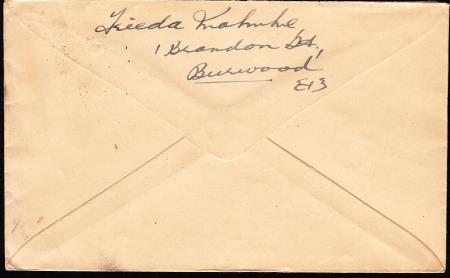 Frieda Mahnke
1 Brandon St,
Burwood
E13